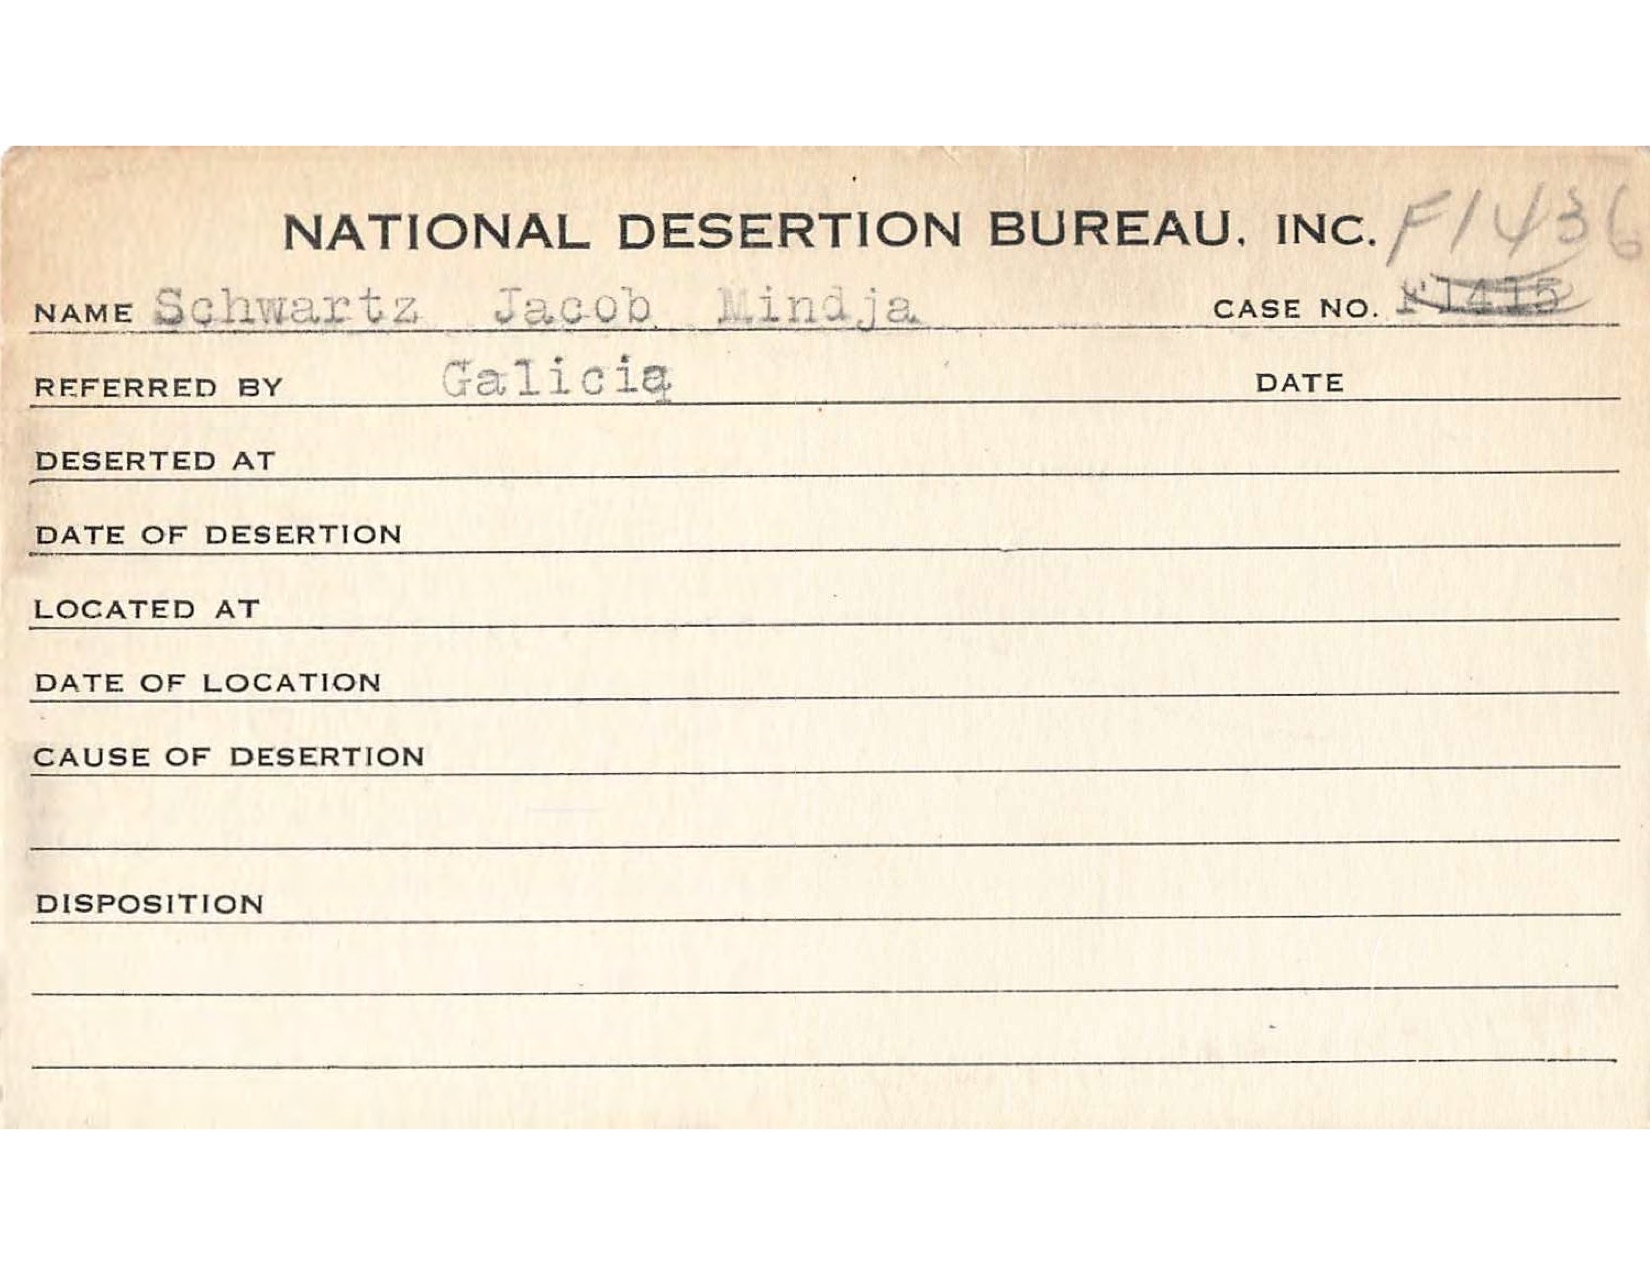 NATIONAL DESERTION BUREAU, INC. F1436
NAME Schwartz Jacob Mindja CASE NO. F1415
REFERRED BY Galicia DATE
DESERTED AT
DATE OF DESERTION
LOCATED AT
DATE OF LOCATION
CAUSE OF DESERTION
DISPOSITION